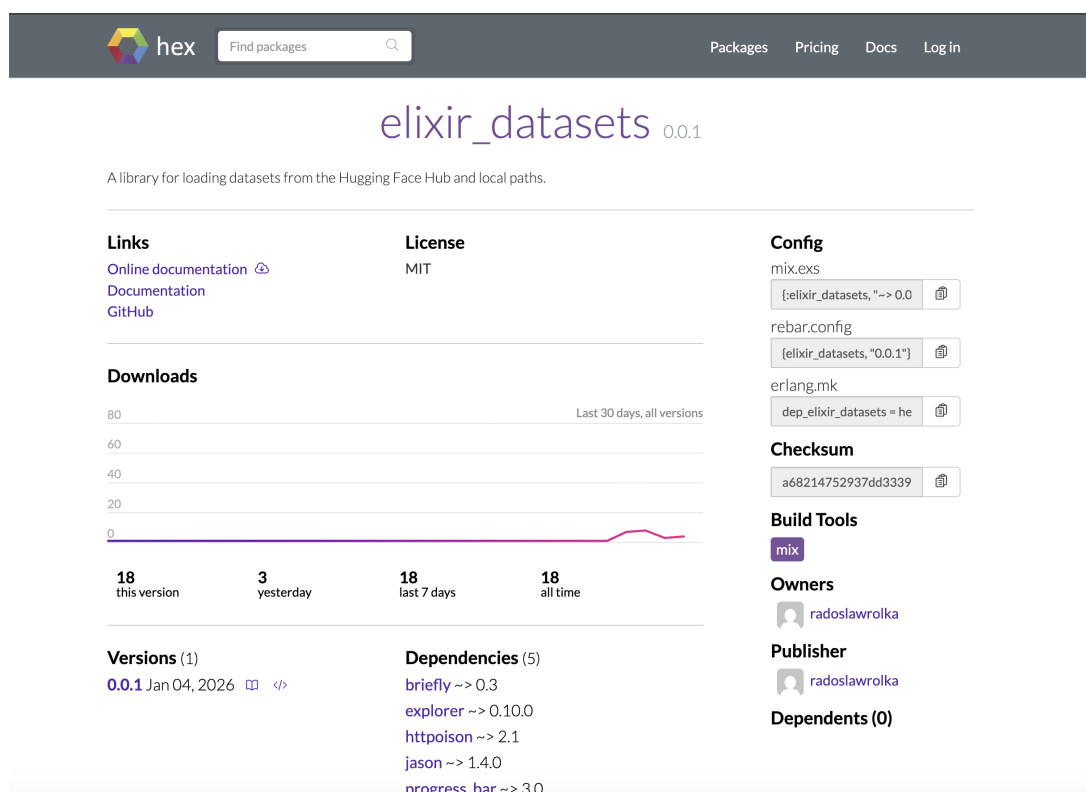 hex
Find packages
Packages Pricing Docs Log in
elixir_datasets 0.0.1
A library for loading datasets from the Hugging Face Hub and local paths.
Links
Online documentation
Documentation
GitHub
License
MIT
Config
mix.exs
{:elixir_datasets, "~> 0.0
rebar.config
{elixir_datasets, "0.0.1"}
erlang.mk
dep_elixir_datasets = he
Checksum
a68214752937dd3339
Build Tools
mix
Owners
radoslawrolka
Publisher
radoslawrolka
Dependents (0)
Downloads
Last 30 days, all versions
80
60
40
20
0
18 3 18 18
this version yesterday last 7 days all time
Versions (1)
0.0.1 Jan 04, 2026 </>
Dependencies (5)
briefly ~> 0.3
explorer ~> 0.10.0
httpoison ~> 2.1
jason ~> 1.4.0
progress_bar ~> 3.0